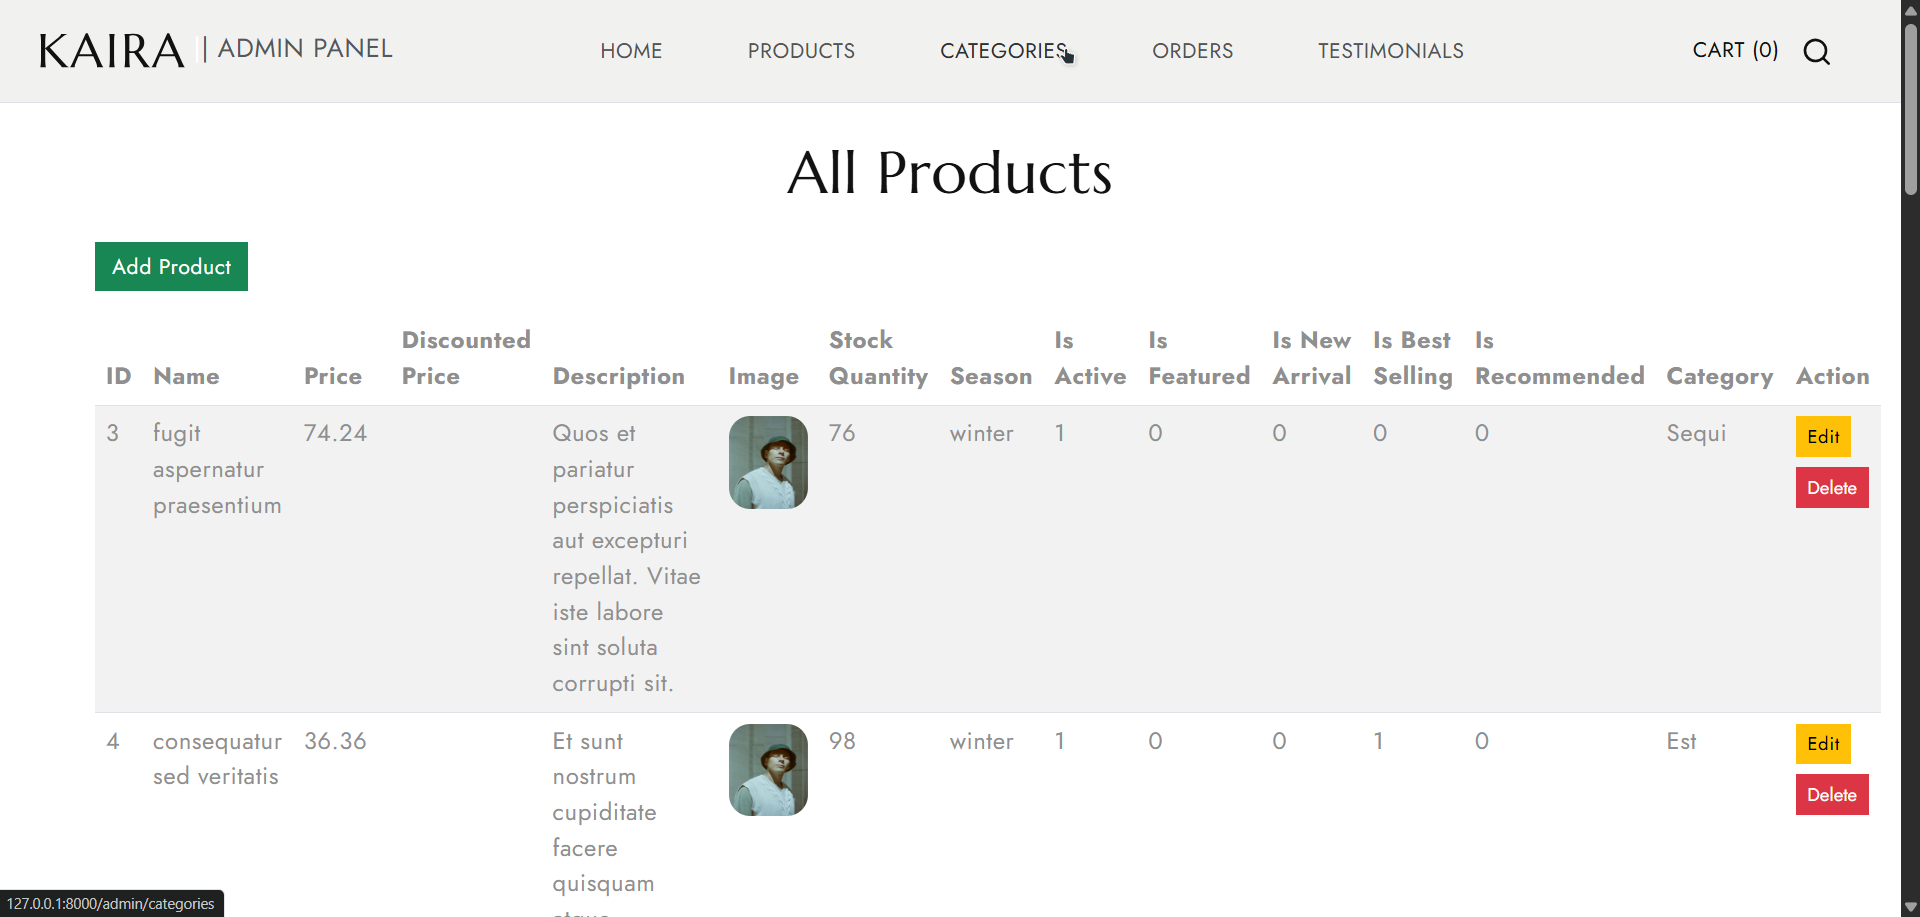 KAIRA | ADMIN PANEL
HOME
PRODUCTS
CATEGORIES
ORDERS
TESTIMONIALS
CART (0)
All Products
Add Product
ID
Name
Price
Discounted
Price
Description
Image
Stock
Quantity
Season
Is
Active
Is
Featured
Is New
Arrival
Is Best
Selling
Is
Recommended
Category
Action
3
fugit
aspernatur
praesentium
74.24
Quos et
pariatur
perspiciatis
aut excepturi
repellat. Vitae
iste labore
sint soluta
corrupti sit.
76
winter
1
0
0
0
0
Sequi
Edit
Delete
4
consequatur
sed veritatis
36.36
Et sunt
nostrum
cupiditate
facere
quisquam
98
winter
1
0
0
1
0
Est
Edit
Delete
127.0.0.1:8000/admin/categories